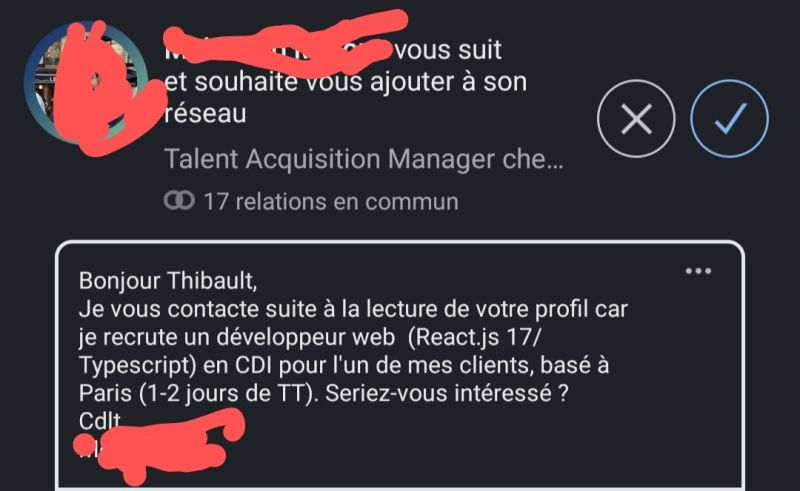 vous suit
et souhaite vous ajouter à son
réseau
Talent Acquisition Manager che...
17 relations en commun
Bonjour Thibault,
Je vous contacte suite à la lecture de votre profil car
je recrute un développeur web (React.js 17/
Typescript) en CDI pour l'un de mes clients, basé à
Paris (1-2 jours de TT). Seriez-vous intéressé ?
Cdlt